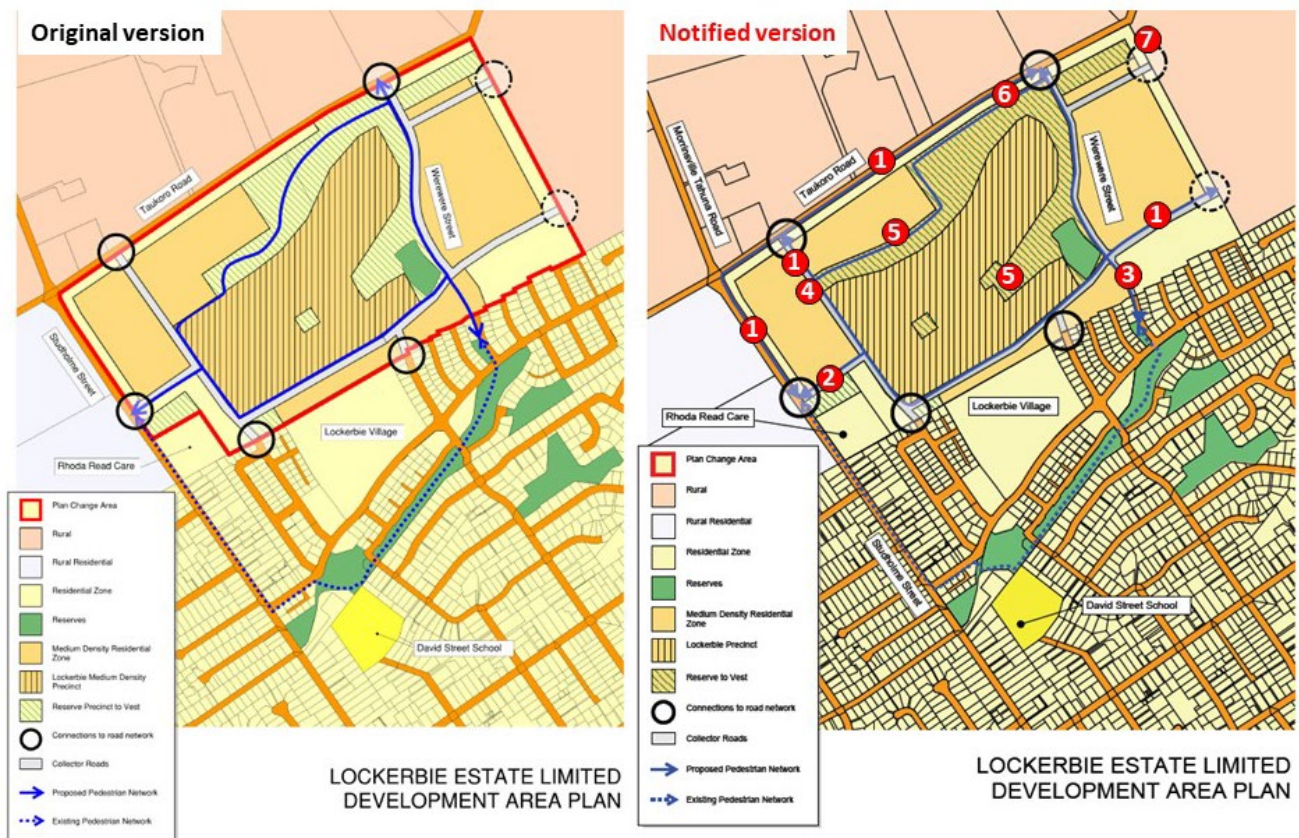 Original version
Taukoro Road
Werewere Street
Studholme Street
Lockerbie Village
Rhoda Read Care
David Street School
Plan Change Area
Rural
Rural Residential
Residential Zone
Reserves
Medium Density Residential
Zone
Lockerbie Medium Density
Precinct
Reserve Precinct to Vest
Connections to road network
Collector Roads
Proposed Pedestrian Network
Existing Pedestrian Network
LOCKERBIE ESTATE LIMITED
DEVELOPMENT AREA PLAN
Notified version
7
6
Morrinsville Tahuna Road
Taukoro Road
1
Werewere Street
1
5
1
4
5
3
1
2
Rhoda Read Care
Lockerbie Village
Studholme Street
David Street School
Plan Change Area
Rural
Rural Residential
Residential Zone
Reserves
Medium Density Residential
Zone
Lockerbie Precinct
Reserve to Vest
Connections to road network
Collector Roads
Proposed Pedestrian Network
Existing Pedestrian Network
LOCKERBIE ESTATE LIMITED
DEVELOPMENT AREA PLAN